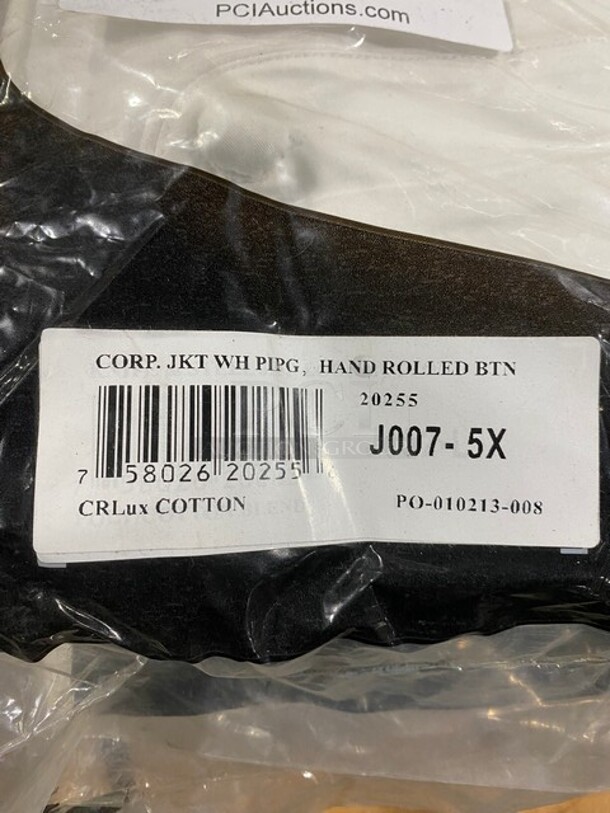 PCIAuctions.com
CORP. JKT WH PIPG, HAND ROLLED BTN
20255
J007- 5X
7 58026 20255
CRLux COTTON
PO-010213-008